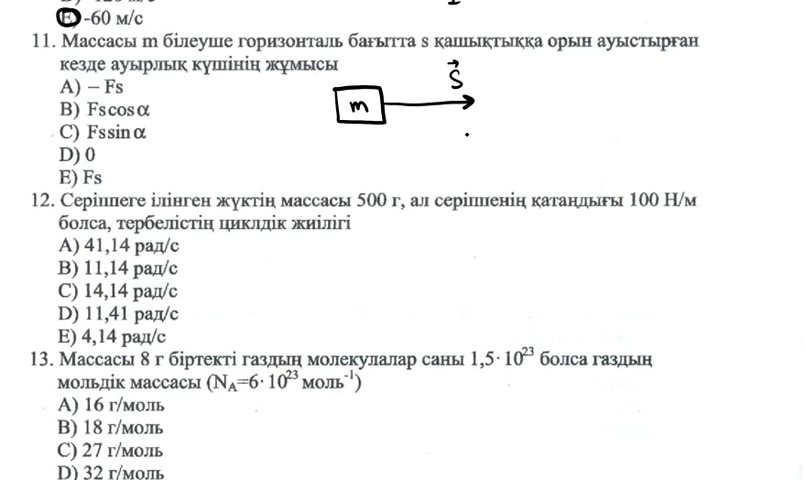 E) -60 м/с
11. Массасы m білеуше горизонталь бағытта s қашықтыққа орын ауыстырған
кезде ауырлық күшінің жұмысы
A) – Fs
B) Fscosα
C) Fssinα
D) 0
E) Fs
m
S
12. Серіппеге ілінген жүктің массасы 500 г, ал серіппенің қатаңдығы 100 Н/м
болса, тербелістің циклдік жиілігі
A) 41,14 рад/с
B) 11,14 рад/с
C) 14,14 рад/с
D) 11,41 рад/с
E) 4,14 рад/с
13. Массасы 8 г біртекті газдың молекулалар саны 1,5· 10²³ болса газдың
мольдік массасы (N_A=6· 10²³ моль⁻¹)
A) 16 г/моль
B) 18 г/моль
C) 27 г/моль
D) 32 г/моль